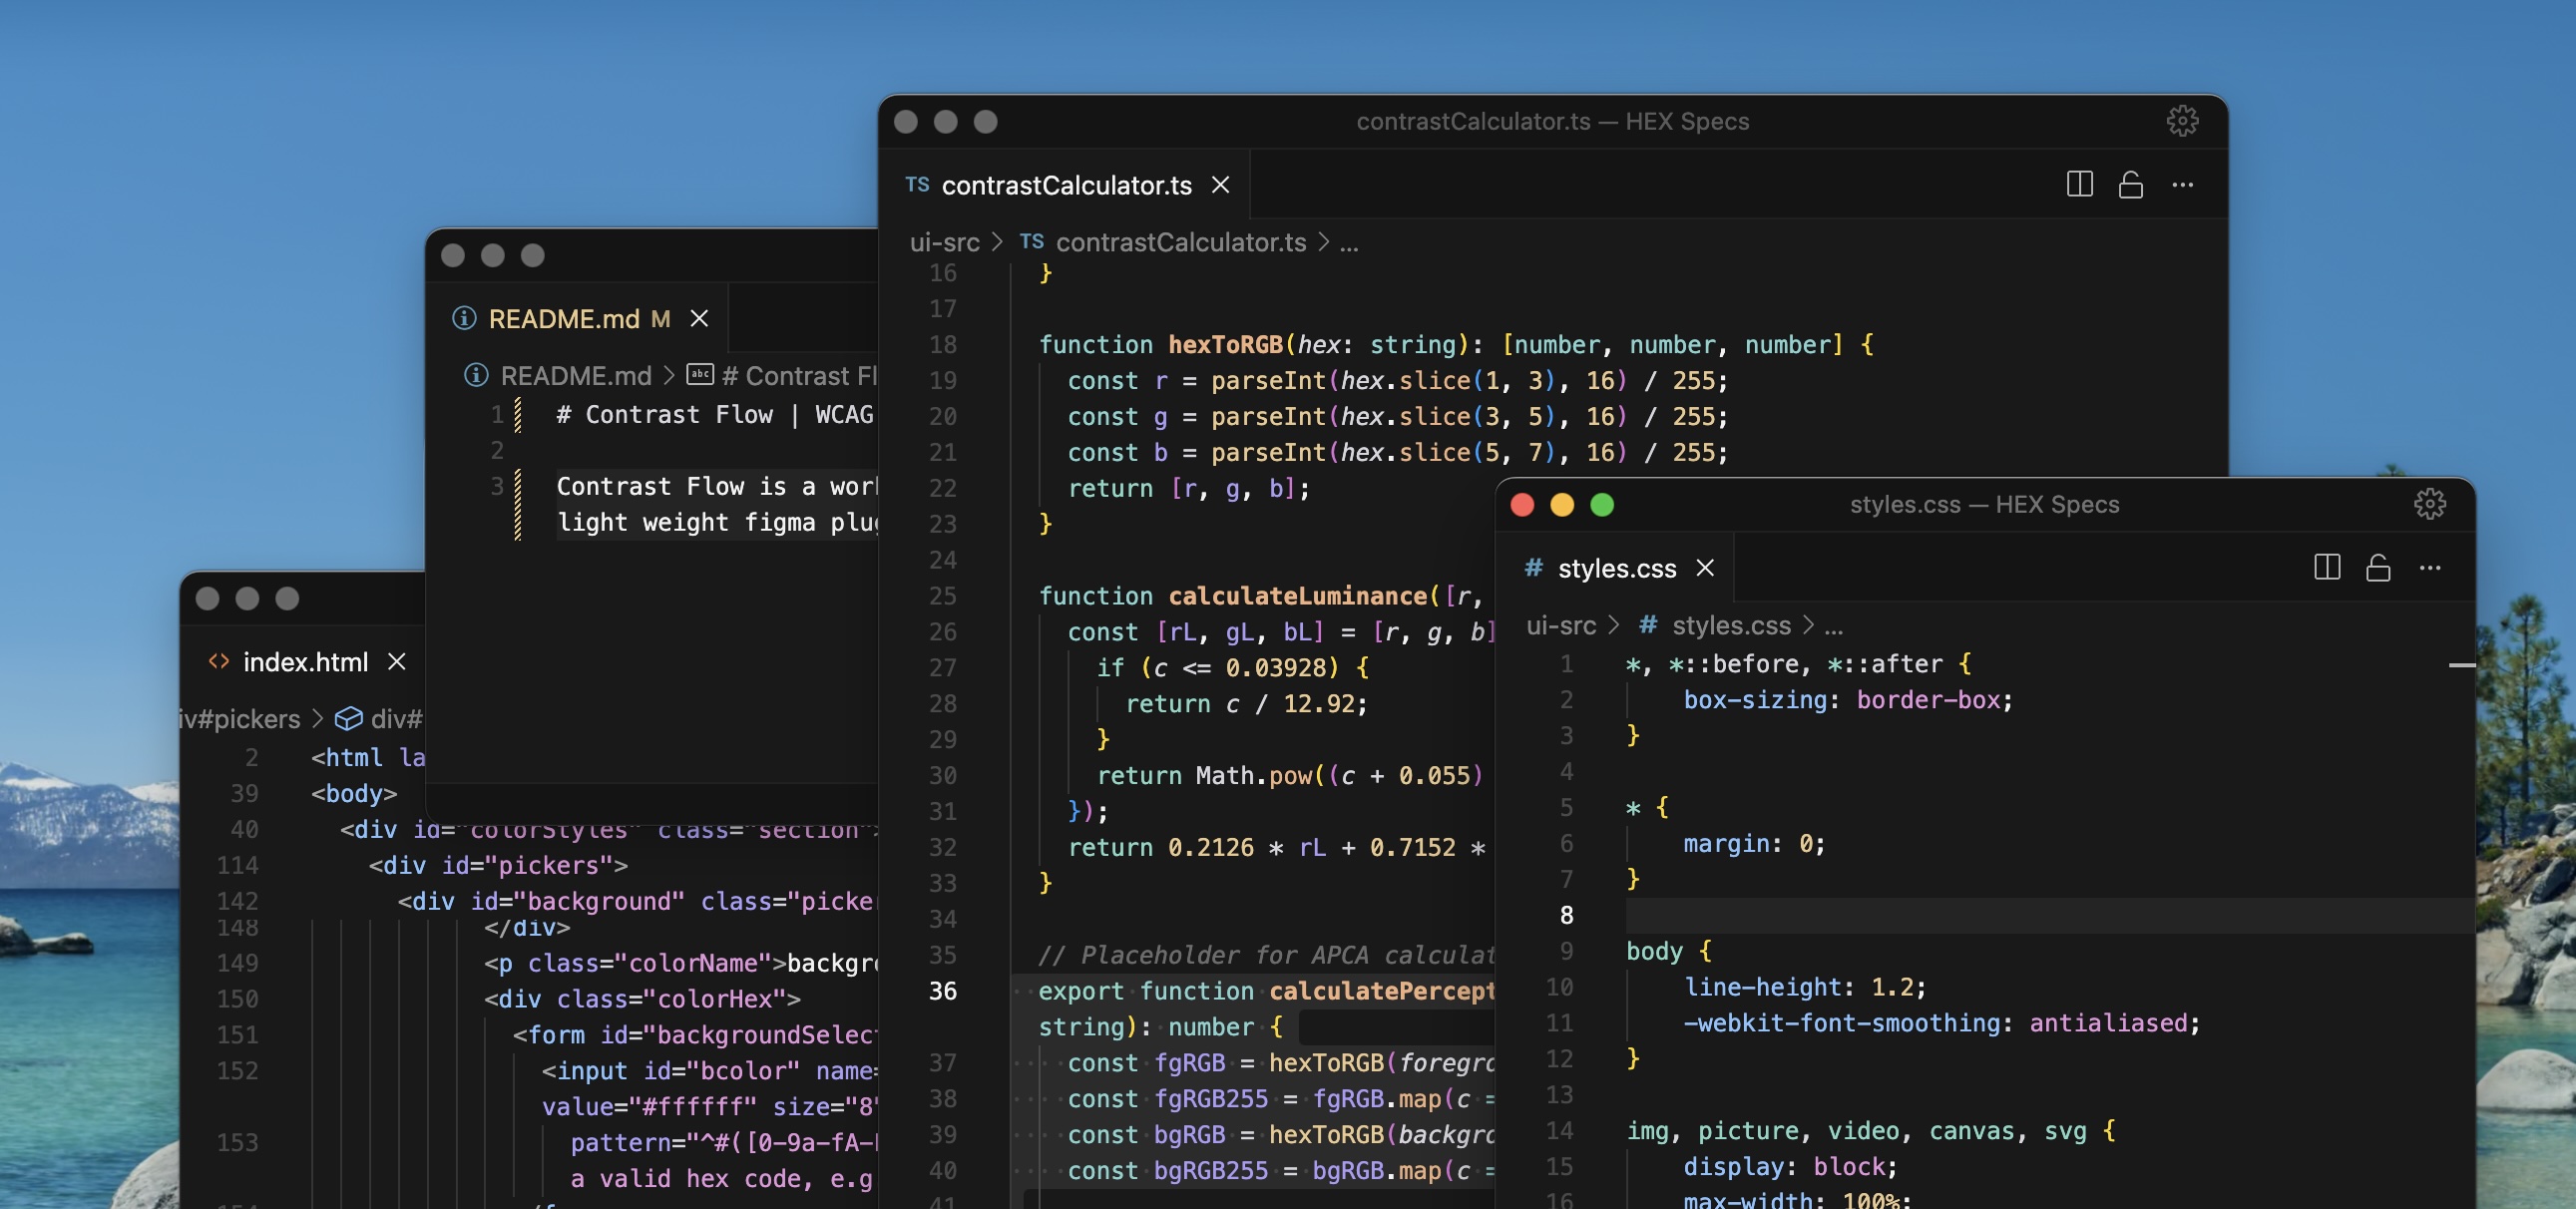 contrastCalculator.ts — HEX Specs
TS contrastCalculator.ts
ui-src > TS contrastCalculator.ts > ...
16 }
17
18 function hexToRGB(hex: string): [number, number, number] {
19 const r = parseInt(hex.slice(1, 3), 16) / 255;
20 const g = parseInt(hex.slice(3, 5), 16) / 255;
21 const b = parseInt(hex.slice(5, 7), 16) / 255;
22 return [r, g, b];
23 }
24
25 function calculateLuminance([r,
26 const [rL, gL, bL] = [r, g, b]
27 if (c <= 0.03928) {
28 return c / 12.92;
29 }
30 return Math.pow((c + 0.055)
31 });
32 return 0.2126 * rL + 0.7152 *
33 }
34
35 // Placeholder for APCA calculat
36 export function calculatePercept
string): number {
37 const fgRGB = hexToRGB(foregro
38 const fgRGB255 = fgRGB.map(c =
39 const bgRGB = hexToRGB(backgro
40 const bgRGB255 = bgRGB.map(c =
41
README.md M
README.md > # Contrast Fl
1 # Contrast Flow | WCAG
2
3 Contrast Flow is a work
light weight figma plug
index.html
iv#pickers > div#
2 <html la
39 <body>
40 <div id="colorStyles" class="section">
114 <div id="pickers">
142 <div id="background" class="picker
148 </div>
149 <p class="colorName">backgro
150 <div class="colorHex">
151 <form id="backgroundSelect
152 <input id="bcolor" name=
value="#ffffff" size="8"
153 pattern="^#([0-9a-fA-F
a valid hex code, e.g
154
styles.css — HEX Specs
# styles.css
ui-src > # styles.css > ...
1 *, *::before, *::after {
2 box-sizing: border-box;
3 }
4
5 * {
6 margin: 0;
7 }
8
9 body {
10 line-height: 1.2;
11 -webkit-font-smoothing: antialiased;
12 }
13
14 img, picture, video, canvas, svg {
15 display: block;
16 max-width: 100%;